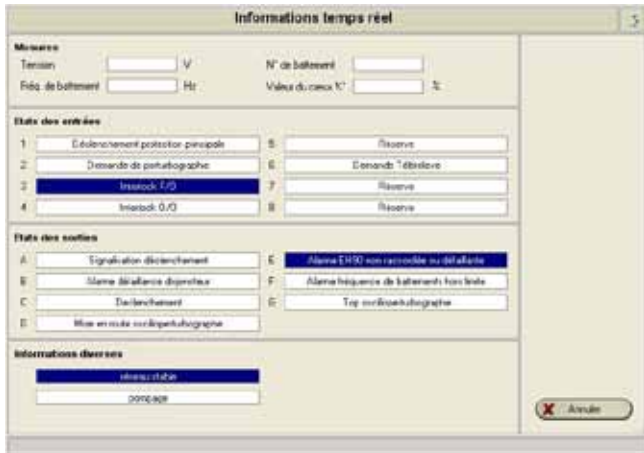 Informations temps réel
Mesures
Tension V N° de battement
Fréq. de battement Hz Valeur du creux %
Etats des entrées
1 Déclenchement protection principale 5 Réserve
2 Demande de perturbographie 6 Demande Télérelève
3 Interlock F/O 7 Réserve
4 Interlock O/O 8 Réserve
Etats des sorties
A Signalisation déclenchement E Alarme EH90 non raccordée ou défaillante
B Alarme défaillance disjoncteur F Alarme fréquence de battements hors limite
C Declenchement G Top oscilloperturbographe
D Mise en route oscilloperturbographe
Informations diverses
réseau stable
pompage
Annuler